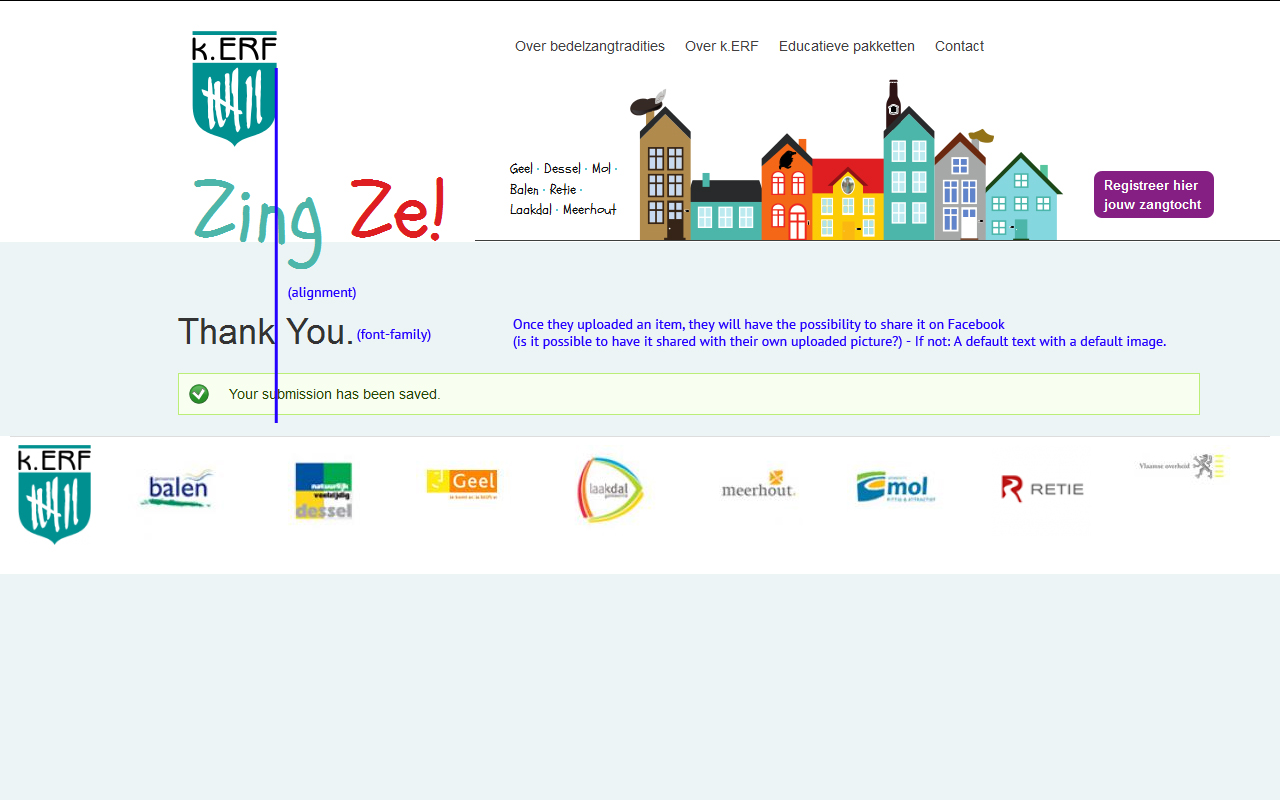 k.ERF
Over bedelzangtradities Over k.ERF Educatieve pakketten Contact
Geel · Dessel · Mol ·
Balen · Retie ·
Laakdal · Meerhout
Registreer hier
jouw zangtocht
Zing Ze!
(alignment)
Thank You. (font-family)
Once they uploaded an item, they will have the possibility to share it on Facebook
(is it possible to have it shared with their own uploaded picture?) - If not: A default text with a default image.
Your submission has been saved.
k.ERF
balen
natuurlijk
veelzijdig
dessel
Geel
laakdal
meerhout.
mol
RETIE
Vlaamse overheid